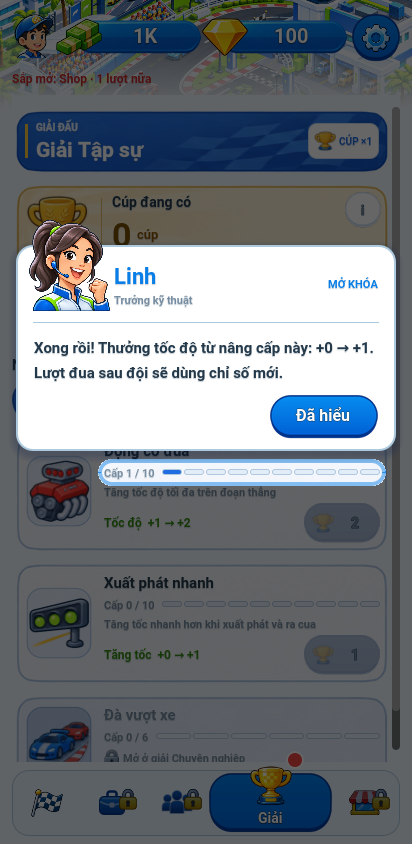 1K
100
Sắp mở: Shop · 1 lượt nữa
GIẢI ĐẤU
Giải Tập sự
CÚP ×1
Cúp đang có
0 cúp
Linh
Trưởng kỹ thuật
MỞ KHÓA
Xong rồi! Thưởng tốc độ từ nâng cấp này: +0 → +1.
Lượt đua sau đội sẽ dùng chỉ số mới.
Đã hiểu
Động cơ đua
Cấp 1 / 10
Tăng tốc độ tối đa trên đoạn thẳng
Tốc độ +1 → +2
2
Xuất phát nhanh
Cấp 0 / 10
Tăng tốc nhanh hơn khi xuất phát và ra cua
Tăng tốc +0 → +1
1
Đà vượt xe
Cấp 0 / 6
Mở ở giải Chuyên nghiệp
Giải